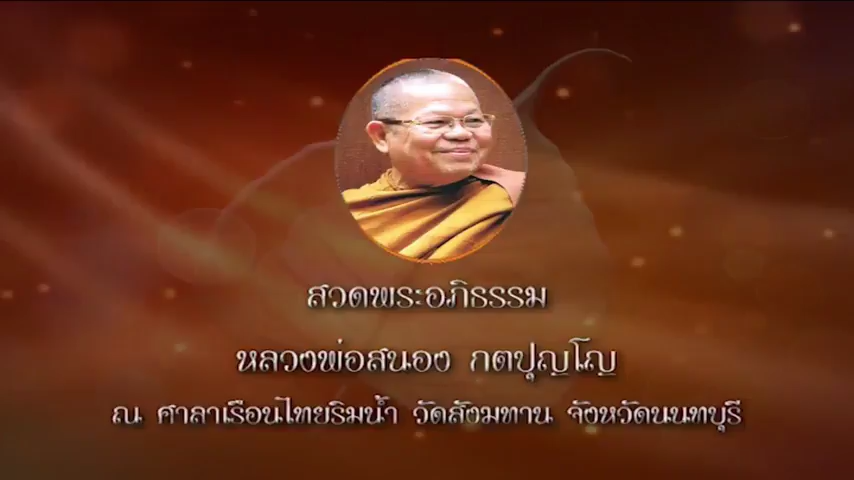 สวดพระอภิธรรม
หลวงพ่อสนอง กตปุญโญ
ณ ศาลาเรือนไทยริมน้ำ วัดสังฆทาน จังหวัดนนทบุรี